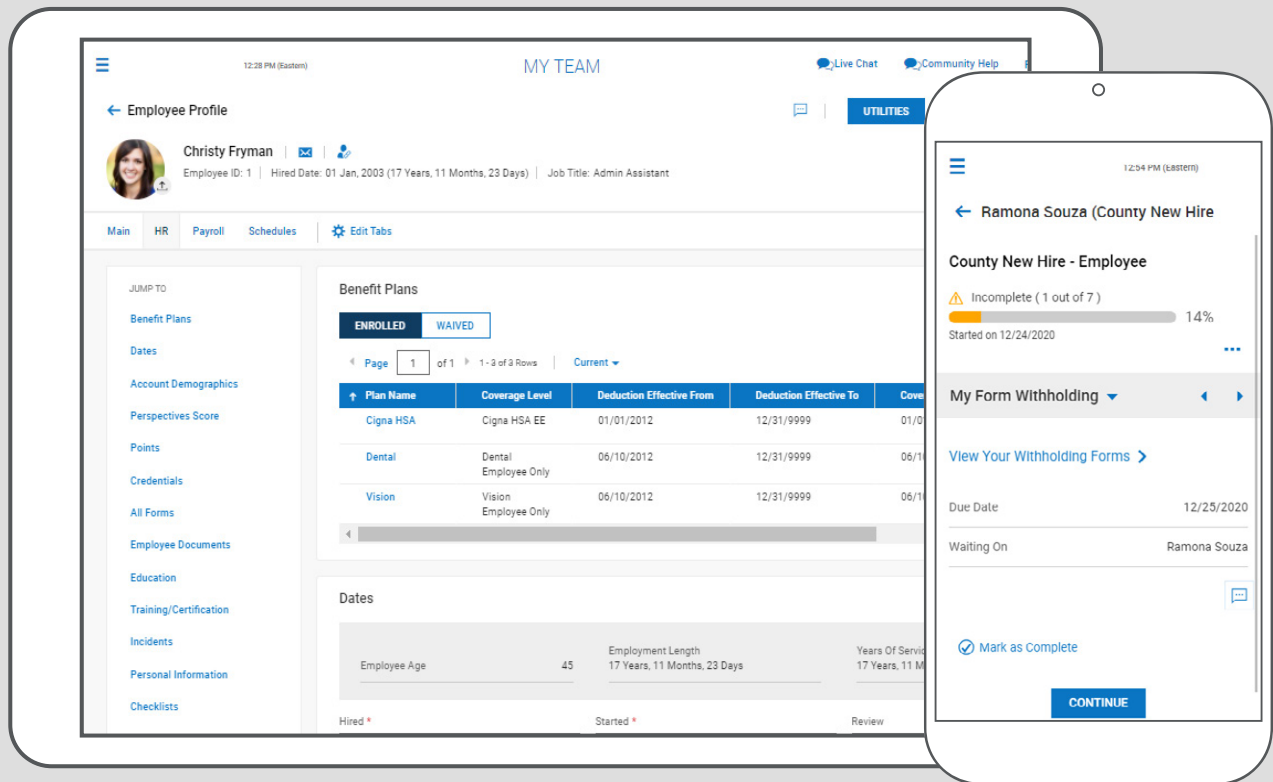 12:28 PM (Eastern)
MY TEAM
Live Chat
Community Help
Employee Profile
UTILITIES
Christy Fryman
Employee ID: 1 | Hired Date: 01 Jan, 2003 (17 Years, 11 Months, 23 Days) | Job Title: Admin Assistant
Main HR Payroll Schedules Edit Tabs
JUMP TO
Benefit Plans
Dates
Account Demographics
Perspectives Score
Points
Credentials
All Forms
Employee Documents
Education
Training/Certification
Incidents
Personal Information
Checklists
Benefit Plans
ENROLLED WAIVED
Page 1 of 1 1 - 3 of 3 Rows Current
Plan Name Coverage Level Deduction Effective From Deduction Effective To
Cigna HSA Cigna HSA EE 01/01/2012 12/31/9999
Dental Dental 06/10/2012 12/31/9999
Employee Only
Vision Vision 06/10/2012 12/31/9999
Employee Only
Dates
Employment Length Years Of
Employee Age 45 17 Years, 11 Months, 23 Days 17 Years, 11
Hired * Started * Review
12:54 PM (Eastern)
Ramona Souza (County New Hire
County New Hire - Employee
Incomplete ( 1 out of 7 )
14%
Started on 12/24/2020
My Form Withholding
View Your Withholding Forms
Due Date 12/25/2020
Waiting On Ramona Souza
Mark as Complete
CONTINUE